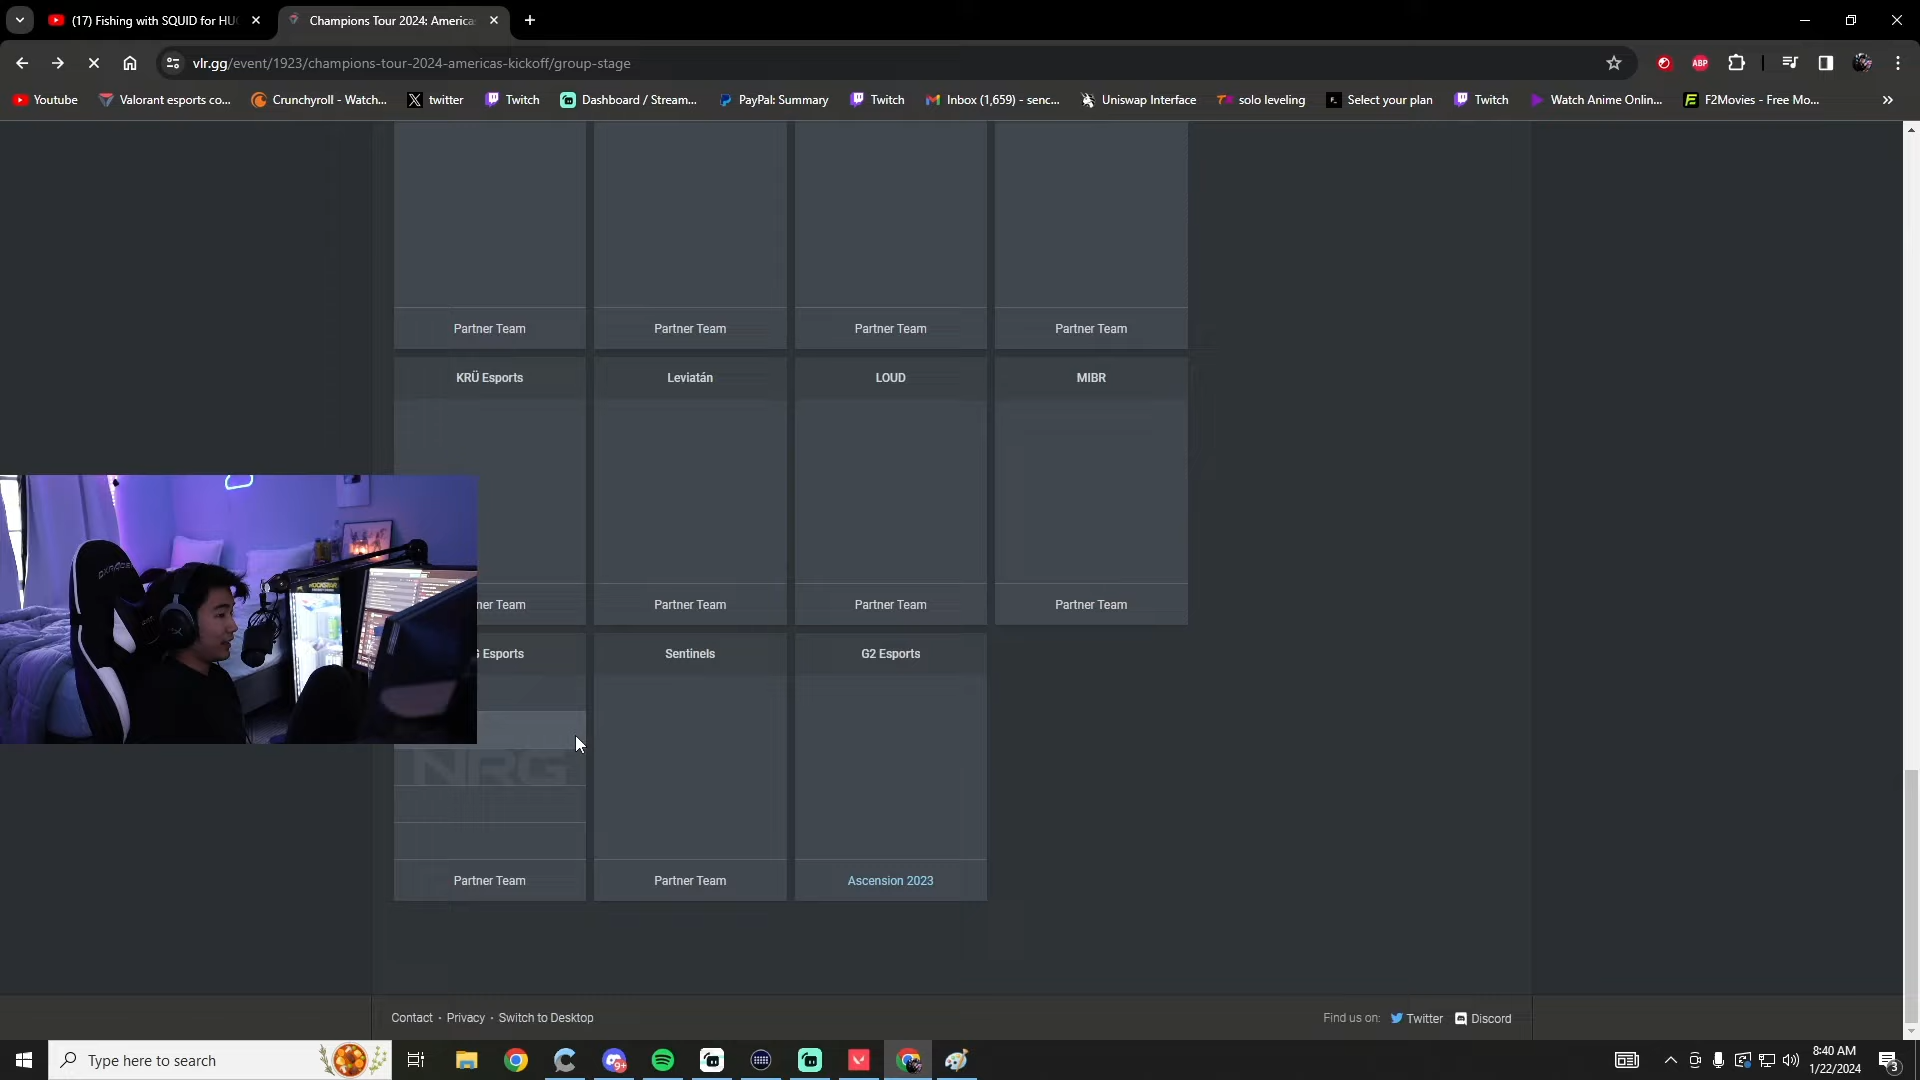 (17) Fishing with SQUID for HU
Champions Tour 2024: America
vlr.gg/event/1923/champions-tour-2024-americas-kickoff/group-stage
ABP
Youtube
Valorant esports co...
Crunchyroll - Watch...
twitter
Twitch
Dashboard / Stream...
PayPal: Summary
Twitch
Inbox (1,659) - senc...
Uniswap Interface
solo leveling
Select your plan
Twitch
Watch Anime Onlin...
F2Movies - Free Mo...
Partner Team Partner Team Partner Team Partner Team
KRÜ Esports Leviatán LOUD MIBR
ner Team Partner Team Partner Team Partner Team
Esports Sentinels G2 Esports
NRG
Partner Team Partner Team Ascension 2023
Contact · Privacy · Switch to Desktop
Find us on: Twitter Discord
Type here to search
9+
8:40 AM
1/22/2024
3